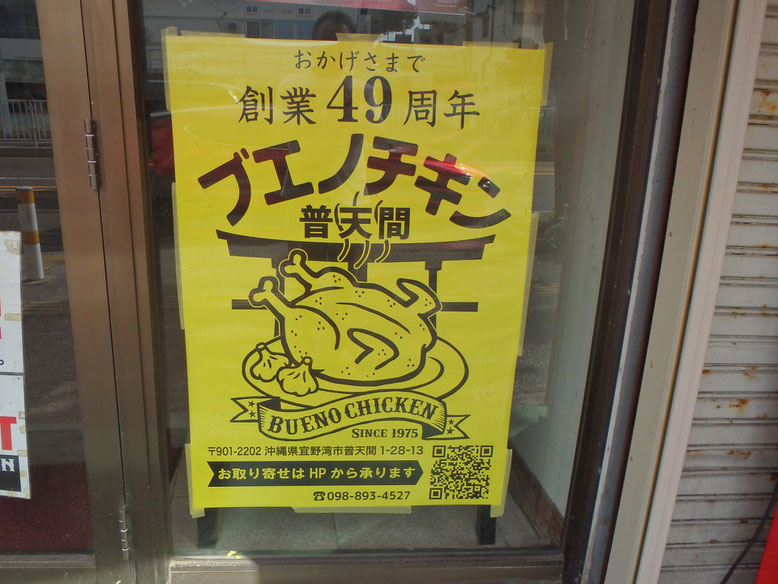 おかげさまで
創業49周年
ブエノチキン
普天間
BUENO CHICKEN
SINCE 1975
〒901-2202 沖縄県宜野湾市普天間 1-28-13
お取り寄せは HP から承ります
☎098-893-4527